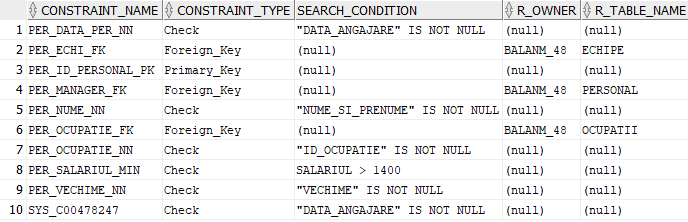 CONSTRAINT_NAME CONSTRAINT_TYPE SEARCH_CONDITION R_OWNER R_TABLE_NAME
1 PER_DATA_PER_NN Check "DATA_ANGAJARE" IS NOT NULL (null) (null)
2 PER_ECHI_FK Foreign_Key (null) BALANM_48 ECHIPE
3 PER_ID_PERSONAL_PK Primary_Key (null) (null) (null)
4 PER_MANAGER_FK Foreign_Key (null) BALANM_48 PERSONAL
5 PER_NUME_NN Check "NUME_SI_PRENUME" IS NOT NULL (null) (null)
6 PER_OCUPATIE_FK Foreign_Key (null) BALANM_48 OCUPATII
7 PER_OCUPATIE_NN Check "ID_OCUPATIE" IS NOT NULL (null) (null)
8 PER_SALARIUL_MIN Check SALARIUL > 1400 (null) (null)
9 PER_VECHIME_NN Check "VECHIME" IS NOT NULL (null) (null)
10 SYS_C00478247 Check "DATA_ANGAJARE" IS NOT NULL (null) (null)